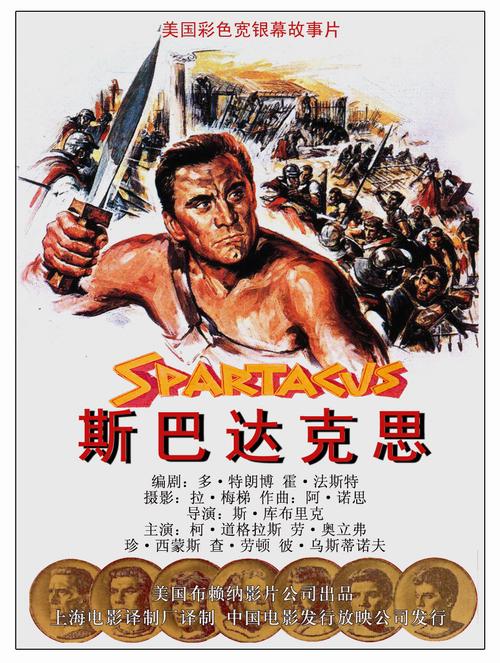 美国彩色宽银幕故事片
SPARTACUS
斯巴达克思
编剧：多·特朗博 霍·法斯特
摄影：拉·梅梯 作曲：阿·诺思
导演：斯·库布里克
主演：柯·道格拉斯 劳·奥立弗
珍·西蒙斯 查·劳顿 彼·乌斯蒂诺夫
美国布赖纳影片公司出品
上海电影译制厂译制 中国电影发行放映公司发行